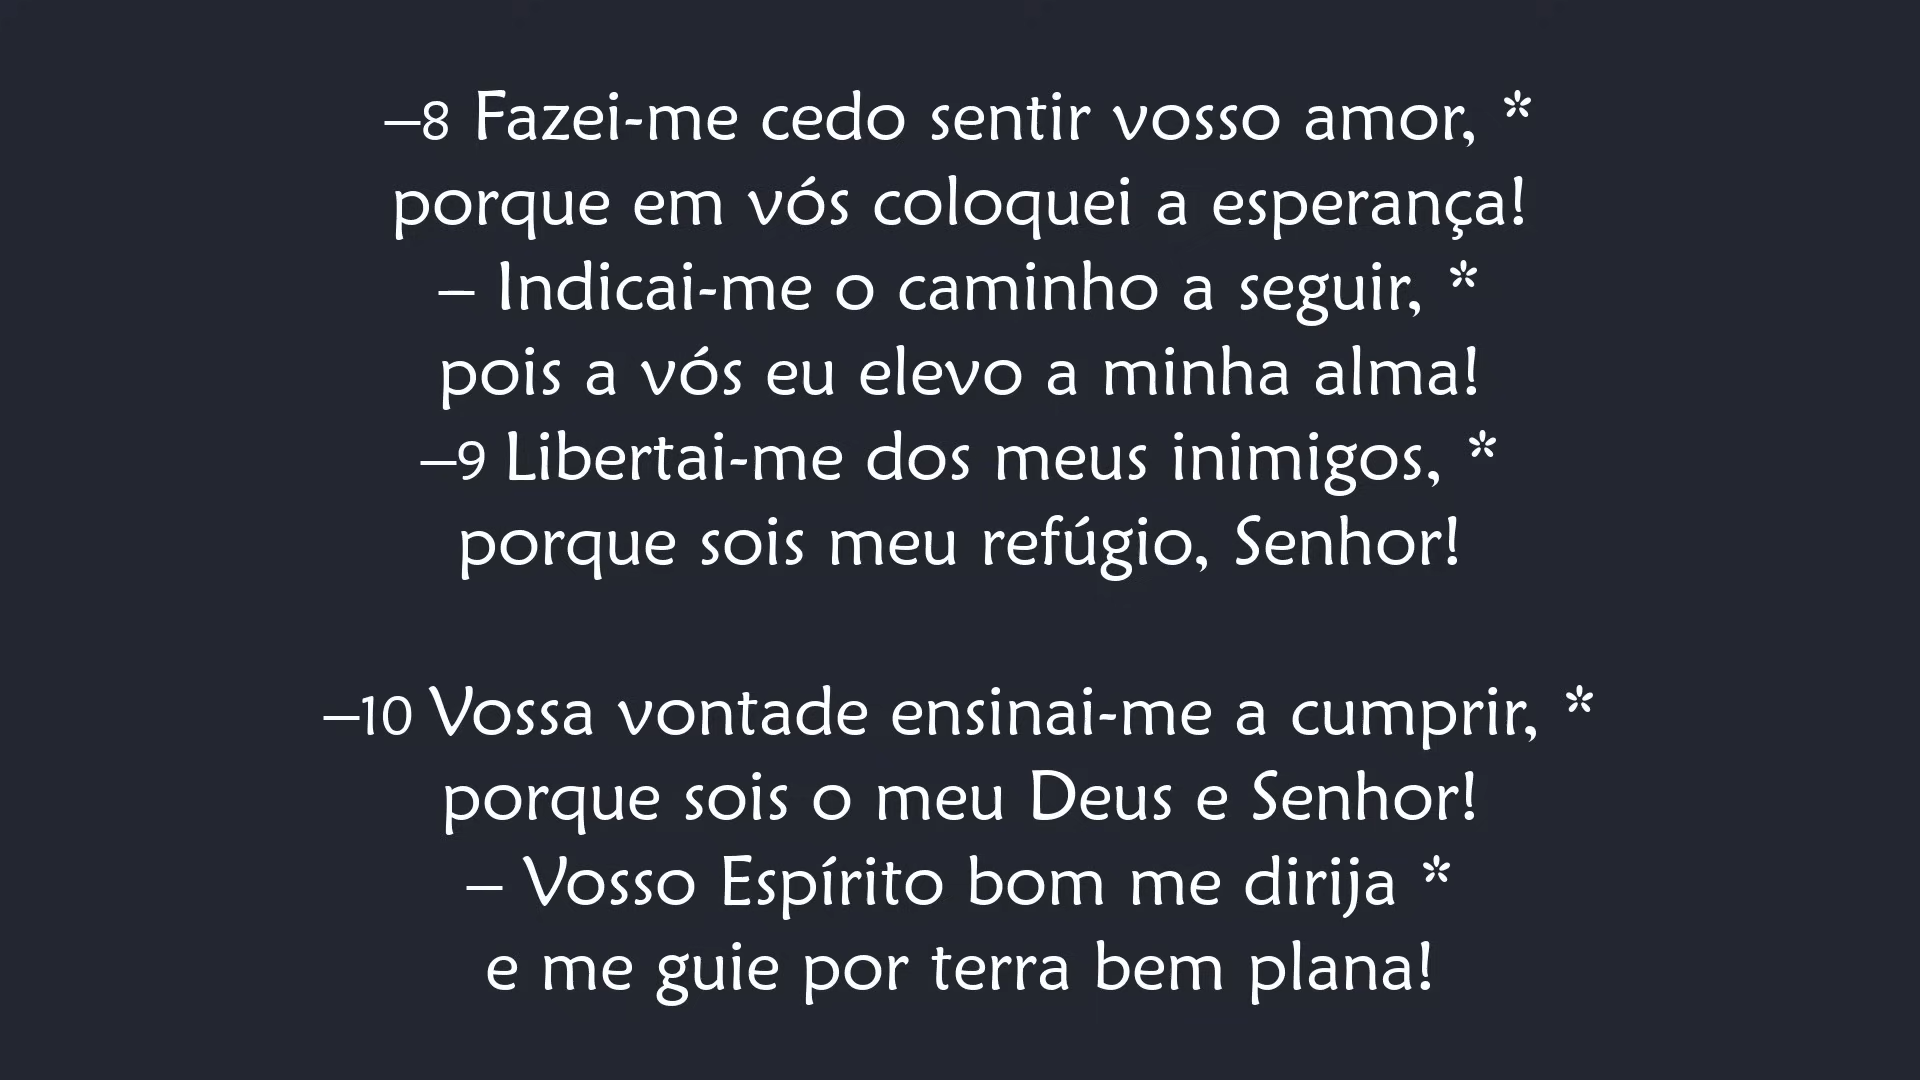 –8 Fazei-me cedo sentir vosso amor, *
porque em vós coloquei a esperança!
– Indicai-me o caminho a seguir, *
pois a vós eu elevo a minha alma!
–9 Libertai-me dos meus inimigos, *
porque sois meu refúgio, Senhor!
–10 Vossa vontade ensinai-me a cumprir, *
porque sois o meu Deus e Senhor!
– Vosso Espírito bom me dirija *
e me guie por terra bem plana!